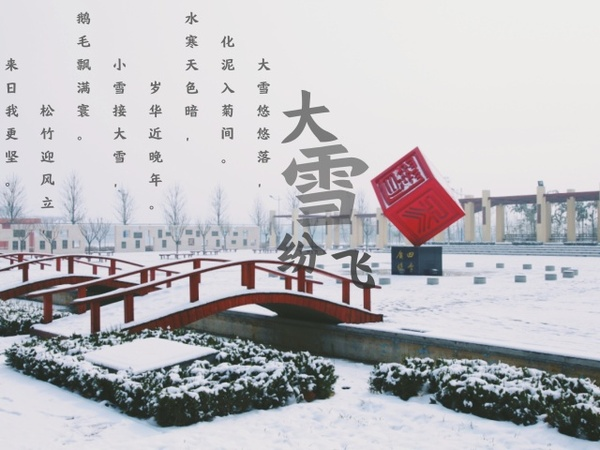 大雪纷飞
大雪悠悠落，
化泥入菊间。
水寒天色暗，
岁华近晚年。
小雪接大雪，
鹅毛飘满寰。
松竹迎风立
来日我更坚。